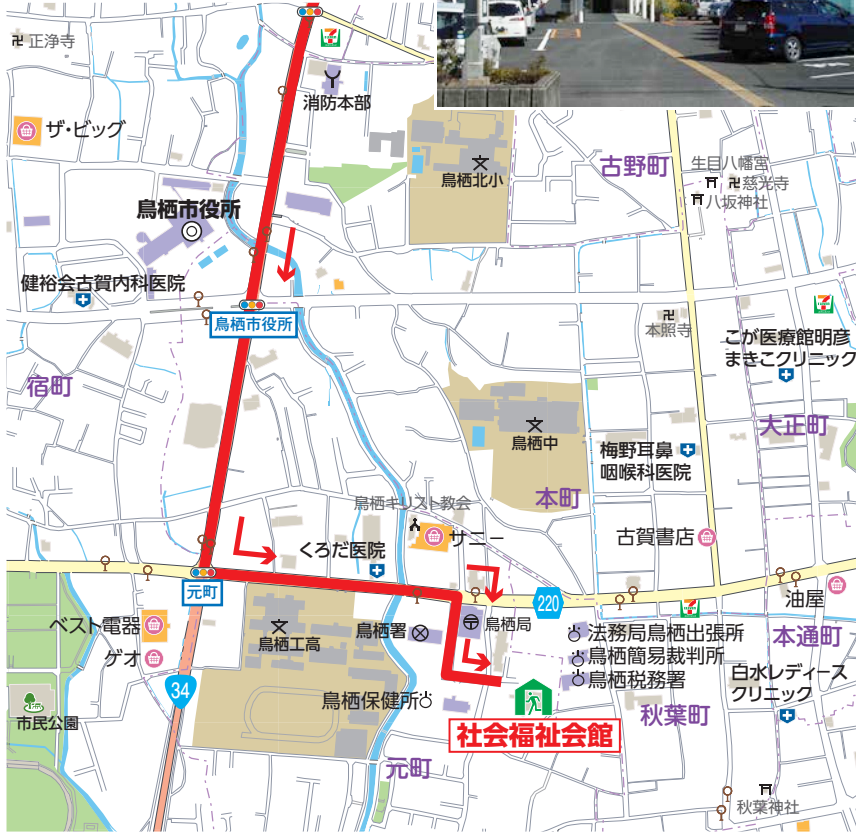 正浄寺
消防本部
ザ・ビッグ
鳥栖北小
古野町
生目八幡宮
慈光寺
八坂神社
鳥栖市役所
健裕会古賀内科医院
鳥栖市役所
本照寺
こが医療館明彦
まきこクリニック
宿町
大正町
鳥栖中
梅野耳鼻
咽喉科医院
本町
鳥栖キリスト教会
サニー
古賀書店
くろだ医院
元町
220
油屋
ベスト電器
鳥栖工高
鳥栖署
鳥栖局
法務局鳥栖出張所
本通町
ゲオ
鳥栖簡易裁判所
鳥栖税務署
34
白水レディース
クリニック
市民公園
鳥栖保健所
秋葉町
社会福祉会館
元町
秋葉神社